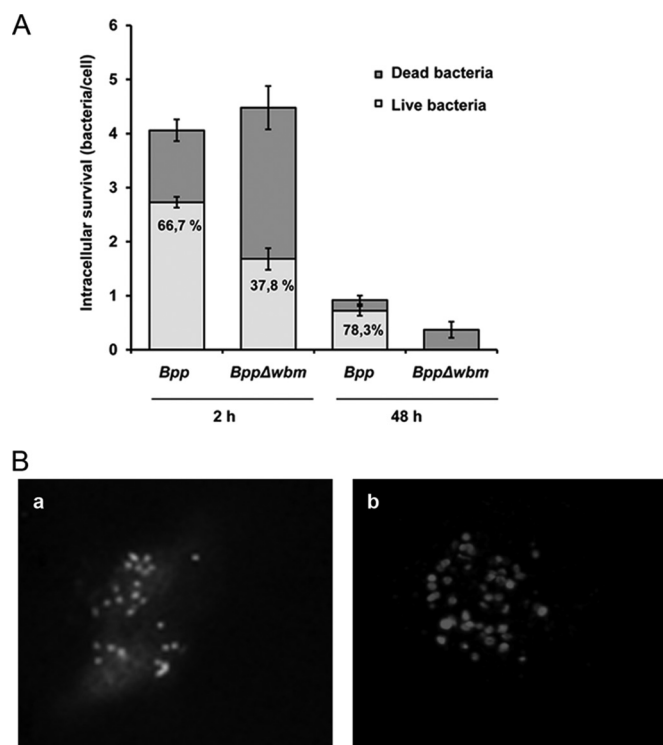 A
Intracellular survival (bacteria/cell)
6
5
4
3
2
1
0
Dead bacteria
Live bacteria
66,7 %
37,8 %
78,3%
Bpp
BppΔwbm
Bpp
BppΔwbm
2 h
48 h
B
a
b